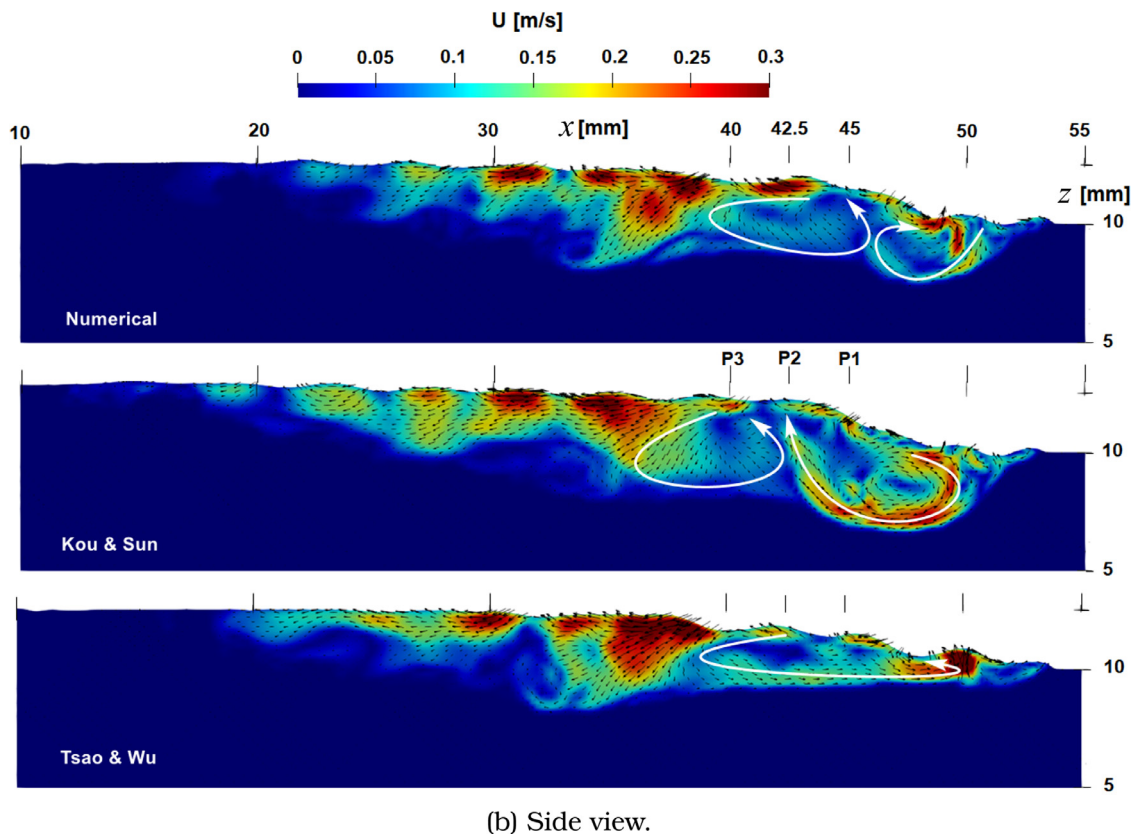 U [m/s]
0 0.05 0.1 0.15 0.2 0.25 0.3
10 20 30 x [mm] 40 42.5 45 50 55
z [mm]
10
Numerical
5
P3 P2 P1
10
Kou & Sun
5
10
Tsao & Wu
5
(b) Side view.